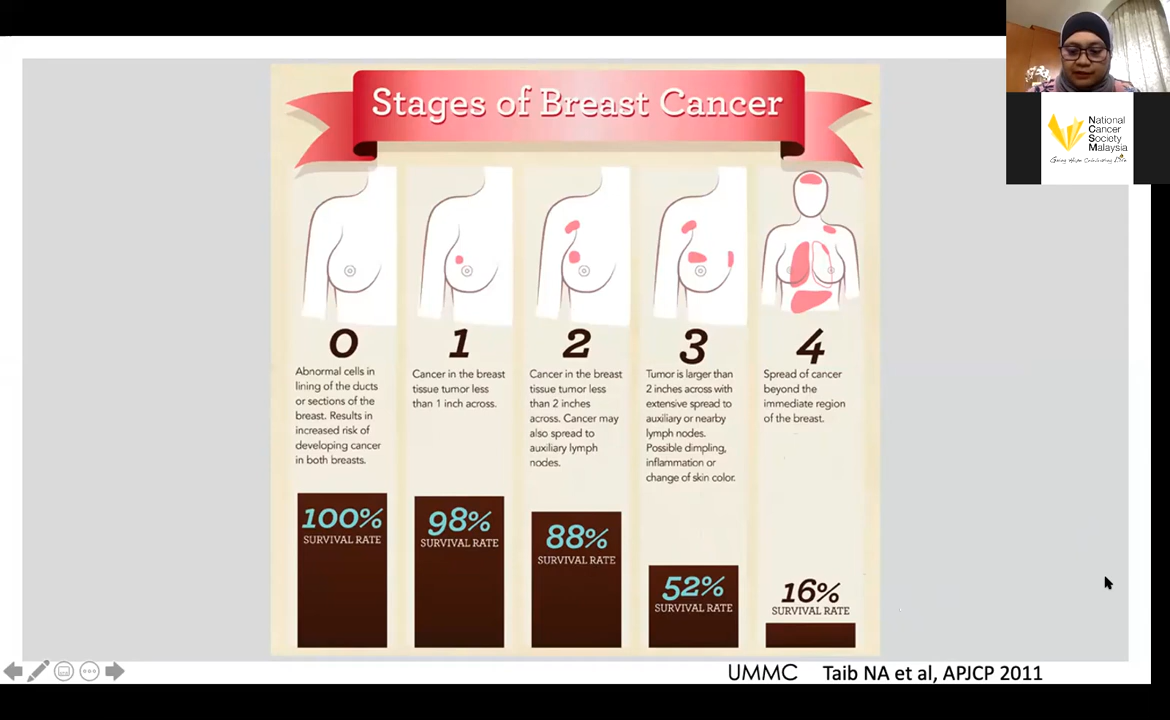 Stages of Breast Cancer
National
Cancer
Society
Malaysia
0
Abnormal cells in
lining of the ducts
or sections of the
breast. Results in
increased risk of
developing cancer
in both breasts.
100%
SURVIVAL RATE
1
Cancer in the breast
tissue tumor less
than 1 inch across.
98%
SURVIVAL RATE
2
Cancer in the breast
tissue tumor less
than 2 inches
across. Cancer may
also spread to
auxiliary lymph
nodes.
88%
SURVIVAL RATE
3
Tumor is larger than
2 inches across with
extensive spread to
auxiliary or nearby
lymph nodes.
Possible dimpling,
inflammation or
change of skin color.
52%
SURVIVAL RATE
4
Spread of cancer
beyond the
immediate region
of the breast.
16%
SURVIVAL RATE
UMMC Taib NA et al, APJCP 2011